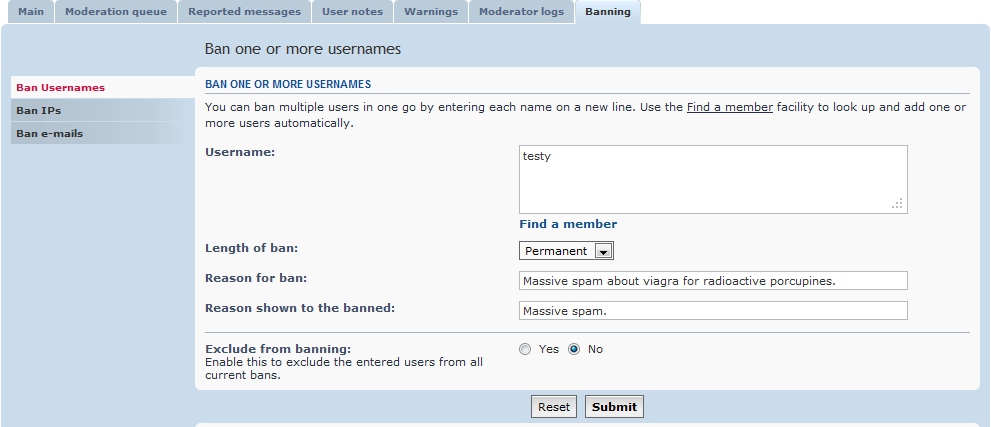 Main Moderation queue Reported messages User notes Warnings Moderator logs Banning
Ban one or more usernames
Ban Usernames
Ban IPs
Ban e-mails
BAN ONE OR MORE USERNAMES
You can ban multiple users in one go by entering each name on a new line. Use the Find a member facility to look up and add one or
more users automatically.
Username: testy
Find a member
Length of ban: Permanent
Reason for ban: Massive spam about viagra for radioactive porcupines.
Reason shown to the banned: Massive spam.
Exclude from banning: Yes No
Enable this to exclude the entered users from all
current bans.
Reset Submit